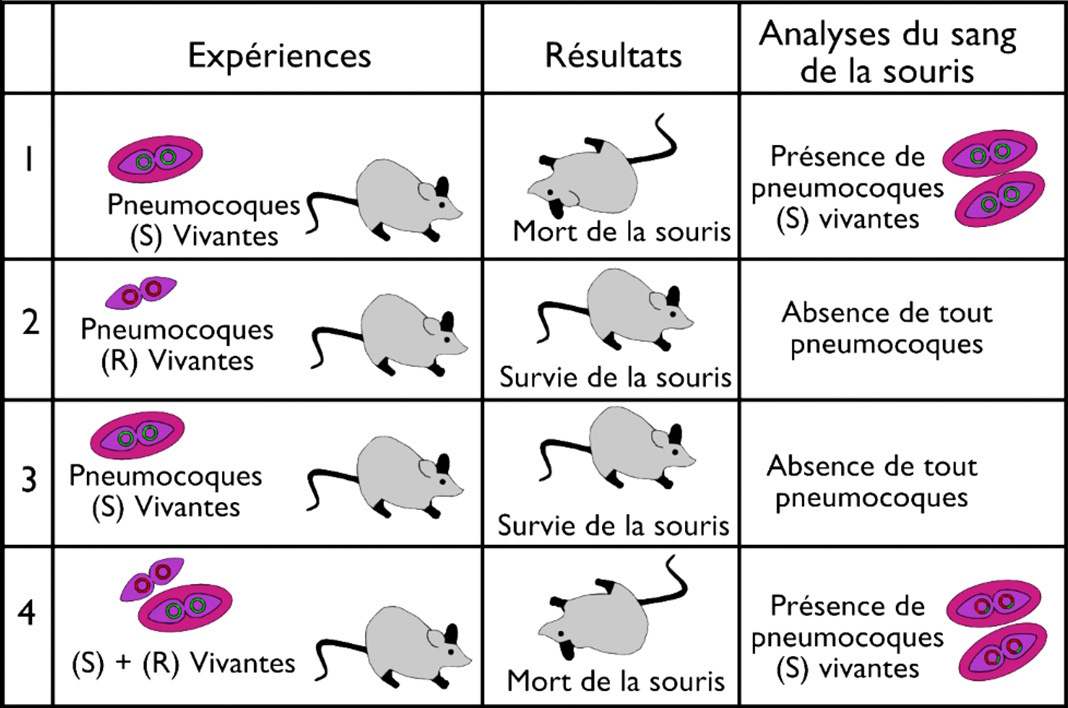 Expériences
Résultats
Analyses du sang
de la souris
1
Pneumocoques
(S) Vivantes
Mort de la souris
Présence de
pneumocoques
(S) vivantes
2
Pneumocoques
(R) Vivantes
Survie de la souris
Absence de tout
pneumocoques
3
Pneumocoques
(S) Vivantes
Survie de la souris
Absence de tout
pneumocoques
4
(S) + (R) Vivantes
Mort de la souris
Présence de
pneumocoques
(S) vivantes